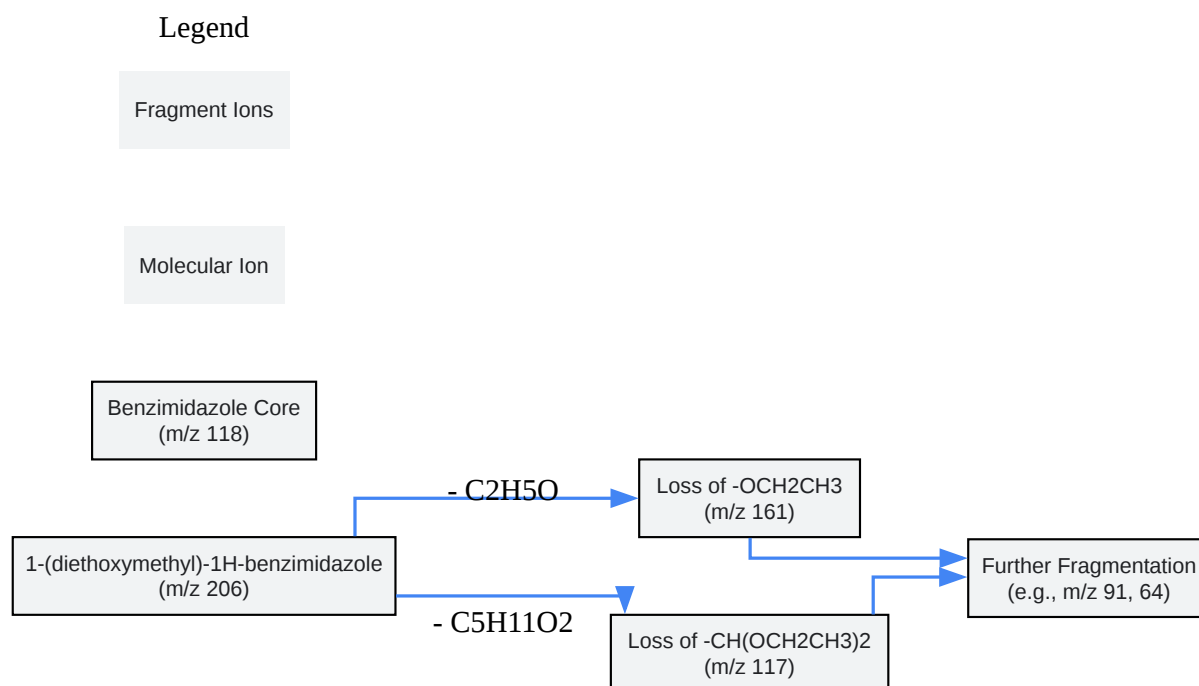 Legend
Fragment Ions
Molecular Ion
Benzimidazole Core
(m/z 118)
- C2H5O
Loss of -OCH2CH3
(m/z 161)
1-(diethoxymethyl)-1H-benzimidazole
(m/z 206)
Further Fragmentation
(e.g., m/z 91, 64)
- C5H11O2
Loss of -CH(OCH2CH3)2
(m/z 117)